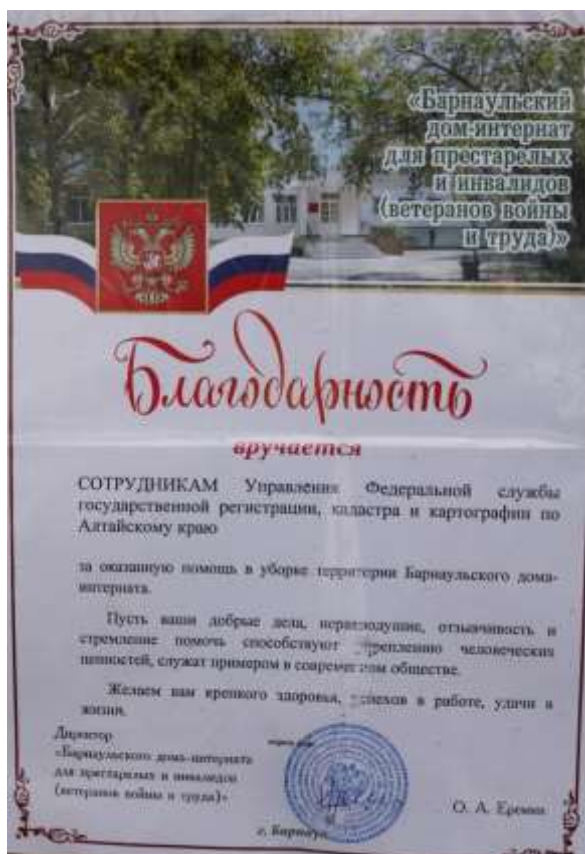 «Барнаульский
дом-интернат
для престарелых
и инвалидов
(ветеранов войны
и труда)»
Благодарность
вручается
СОТРУДНИКАМ Управления Федеральной службы
государственной регистрации, кадастра и картографии по
Алтайскому краю
за оказанную помощь в уборке территории Барнаульского дома-
интерната.
Пусть ваши добрые дела, неравнодушие, отзывчивость и
стремление помочь способствуют укреплению человеческих
ценностей, служат примером в современном обществе.
Желаем вам крепкого здоровья, успехов в работе, удачи в
жизни.
Директор
«Барнаульского дома-интерната
для престарелых и инвалидов
(ветеранов войны и труда)»
О. А. Еремин
г. Барнаул